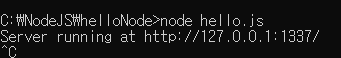 C:₩NodeJS₩helloNode>node hello.js
Server running at http://127.0.0.1:1337/
^C